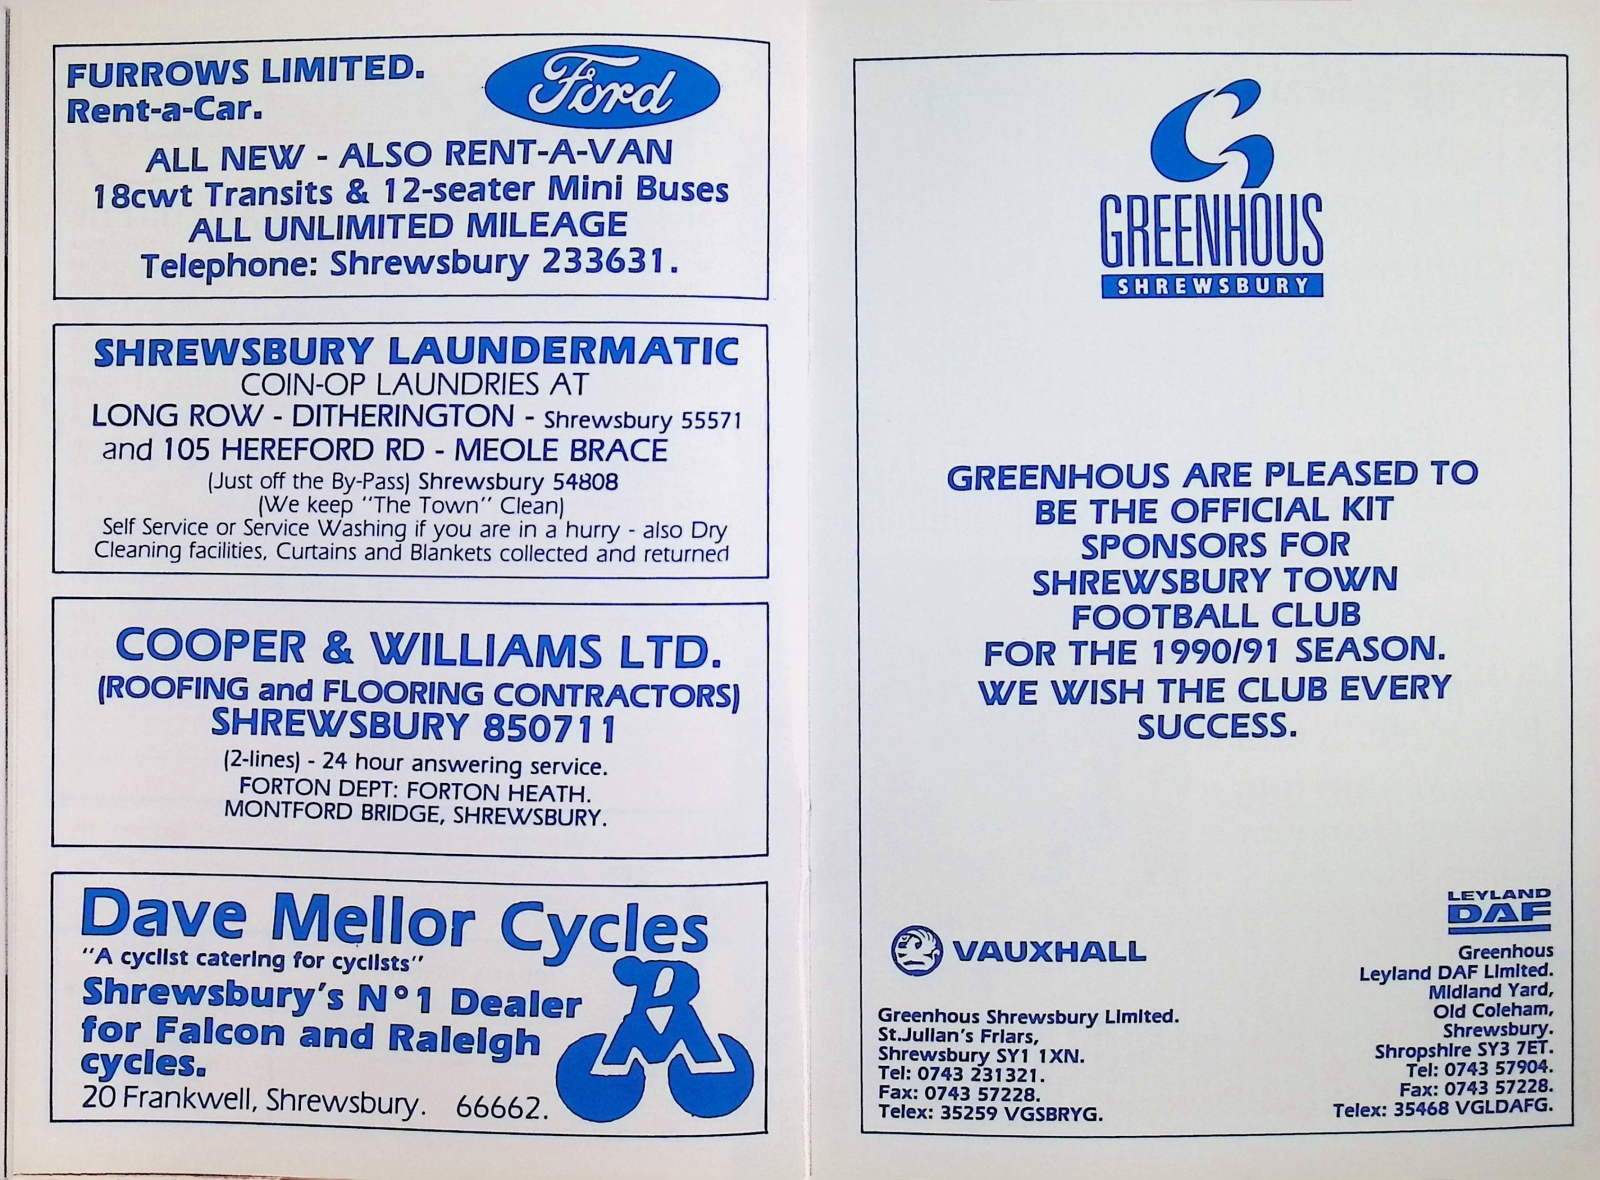 FURROWS LIMITED.
Rent-a-Car.
Ford
ALL NEW - ALSO RENT-A-VAN
18cwt Transits & 12-seater Mini Buses
ALL UNLIMITED MILEAGE
Telephone: Shrewsbury 233631.
SHREWSBURY LAUNDERMATIC
COIN-OP LAUNDRIES AT
LONG ROW - DITHERINGTON - Shrewsbury 55571
and 105 HEREFORD RD - MEOLE BRACE
(Just off the By-Pass) Shrewsbury 54808
(We keep "The Town" Clean)
Self Service or Service Washing if you are in a hurry - also Dry
Cleaning facilities, Curtains and Blankets collected and returned
COOPER & WILLIAMS LTD.
(ROOFING and FLOORING CONTRACTORS)
SHREWSBURY 850711
(2-lines) - 24 hour answering service.
FORTON DEPT: FORTON HEATH.
MONTFORD BRIDGE, SHREWSBURY.
Dave Mellor Cycles
"A cyclist catering for cyclists"
Shrewsbury's N°1 Dealer
for Falcon and Raleigh
cycles.
20 Frankwell, Shrewsbury. 66662.
GREENHOUS
SHREWSBURY
GREENHOUS ARE PLEASED TO
BE THE OFFICIAL KIT
SPONSORS FOR
SHREWSBURY TOWN
FOOTBALL CLUB
FOR THE 1990/91 SEASON.
WE WISH THE CLUB EVERY
SUCCESS.
VAUXHALL
Greenhous Shrewsbury Limited.
St.Julian's Friars,
Shrewsbury SY1 1XN.
Tel: 0743 231321.
Fax: 0743 57228.
Telex: 35259 VGSBRYG.
LEYLAND
DAF
Greenhous
Leyland DAF Limited.
Midland Yard,
Old Coleham,
Shrewsbury.
Shropshire SY3 7ET.
Tel: 0743 57904.
Fax: 0743 57228.
Telex: 35468 VGLDAFG.